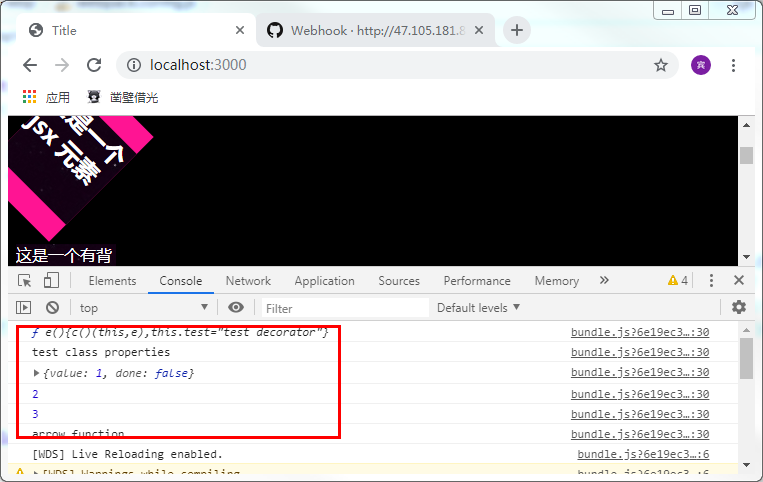 Title
Webhook · http://47.105.181.8
localhost:3000
宾
应用
凿壁借光
是一个
jsx 元素
这是一个有背
Elements Console Network Application Sources Performance Memory » 4
top Filter Default levels
ƒ e(){c()(this,e),this.test="test decorator"} bundle.js?6e19ec3…:30
test class properties bundle.js?6e19ec3…:30
{value: 1, done: false} bundle.js?6e19ec3…:30
2 bundle.js?6e19ec3…:30
3 bundle.js?6e19ec3…:30
arrow function bundle.js?6e19ec3…:30
[WDS] Live Reloading enabled. bundle.js?6e19ec3…:6
[WDS] Warnings while compiling. bundle.js?6e19ec3…:6